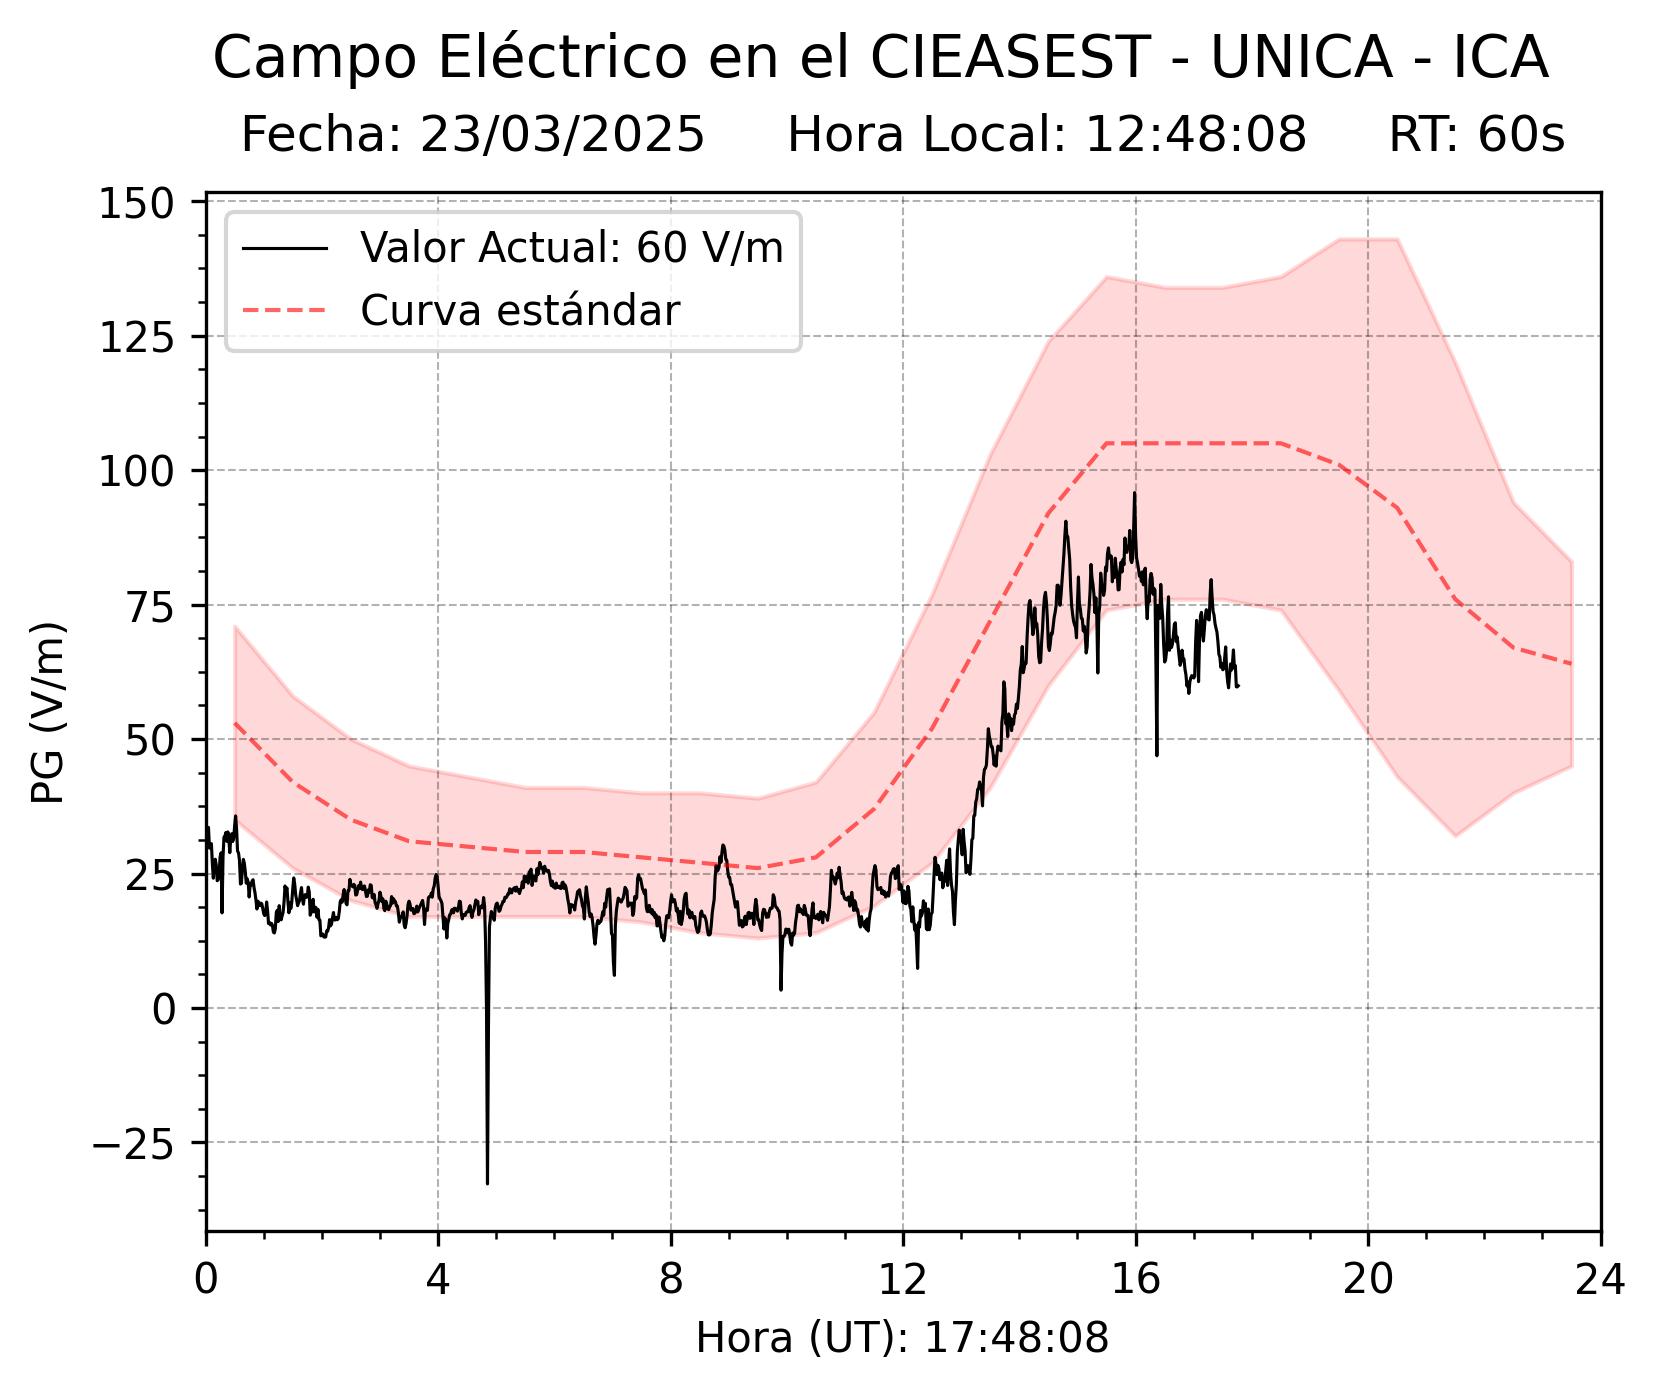 Campo Eléctrico en el CIEASEST - UNICA - ICA
Fecha: 23/03/2025 Hora Local: 12:48:08 RT: 60s
Valor Actual: 60 V/m
Curva estándar
150
125
100
75
50
25
0
−25
PG (V/m)
0 4 8 12 16 20 24
Hora (UT): 17:48:08